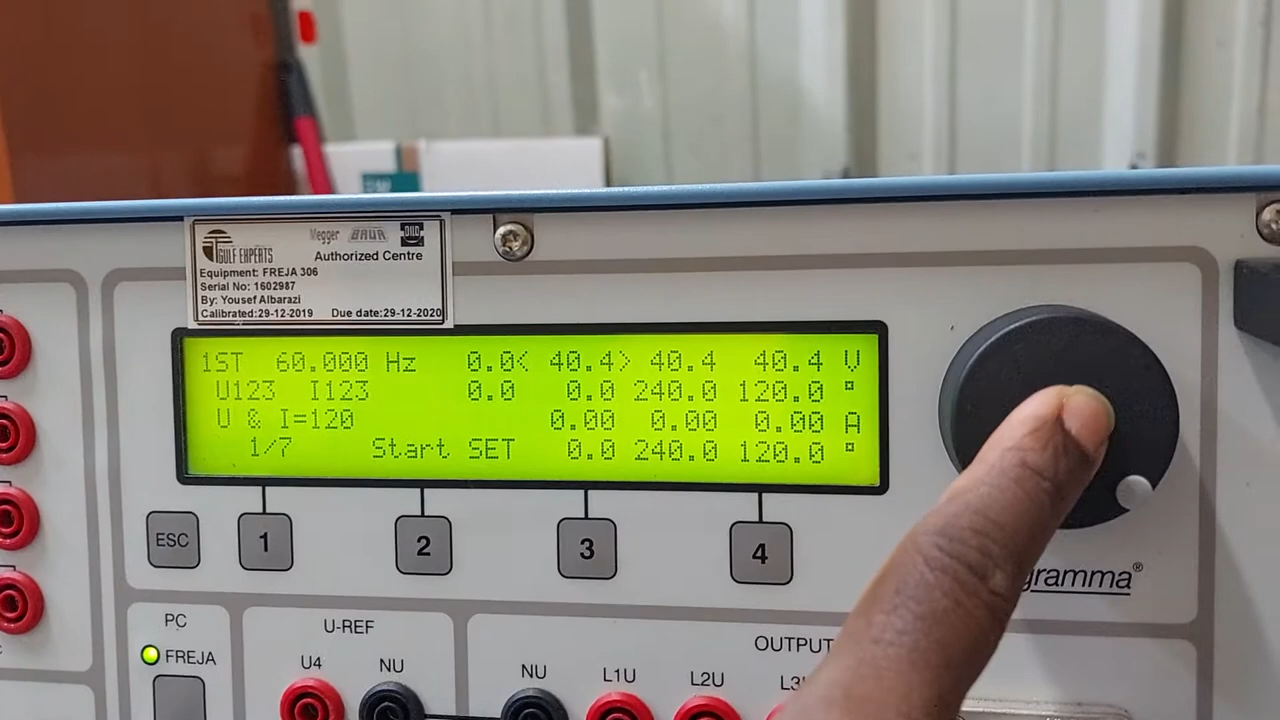 GULF EXPERTS
Megger BAUR DILO
Authorized Centre
Equipment: FREJA 306
Serial No: 1602987
By: Yousef Albarazi
Calibrated:29-12-2019 Due date:29-12-2020
1ST 60.000 Hz 0.0< 40.4> 40.4 40.4 V
U123 I123 0.0 0.0 240.0 120.0 °
U & I=120 0.00 0.00 0.00 A
1/7 Start SET 0.0 240.0 120.0 °
ESC 1 2 3 4
gramma®
PC
U-REF
OUTPUT
FREJA
U4 NU NU L1U L2U L3